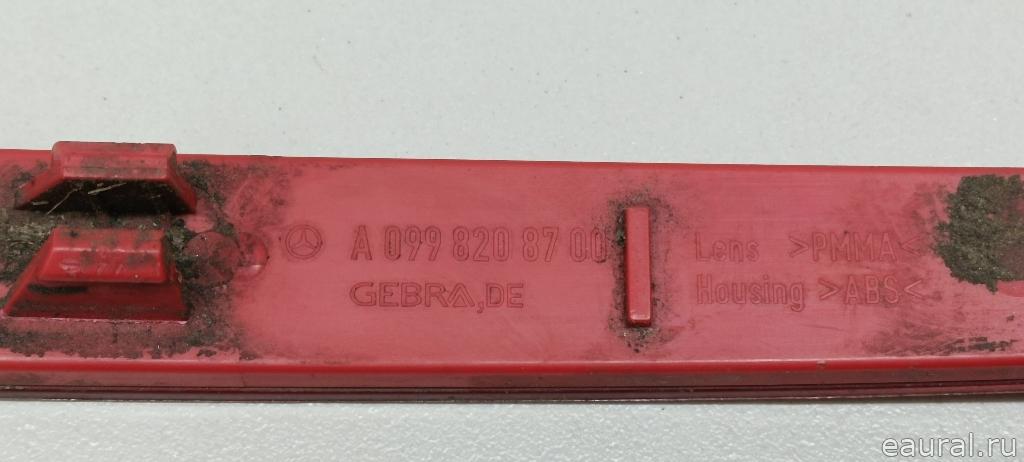 A 099 820 87 00
GEBRA,DE
Lens >PMMA<
Housing >ABS<
eaural.ru